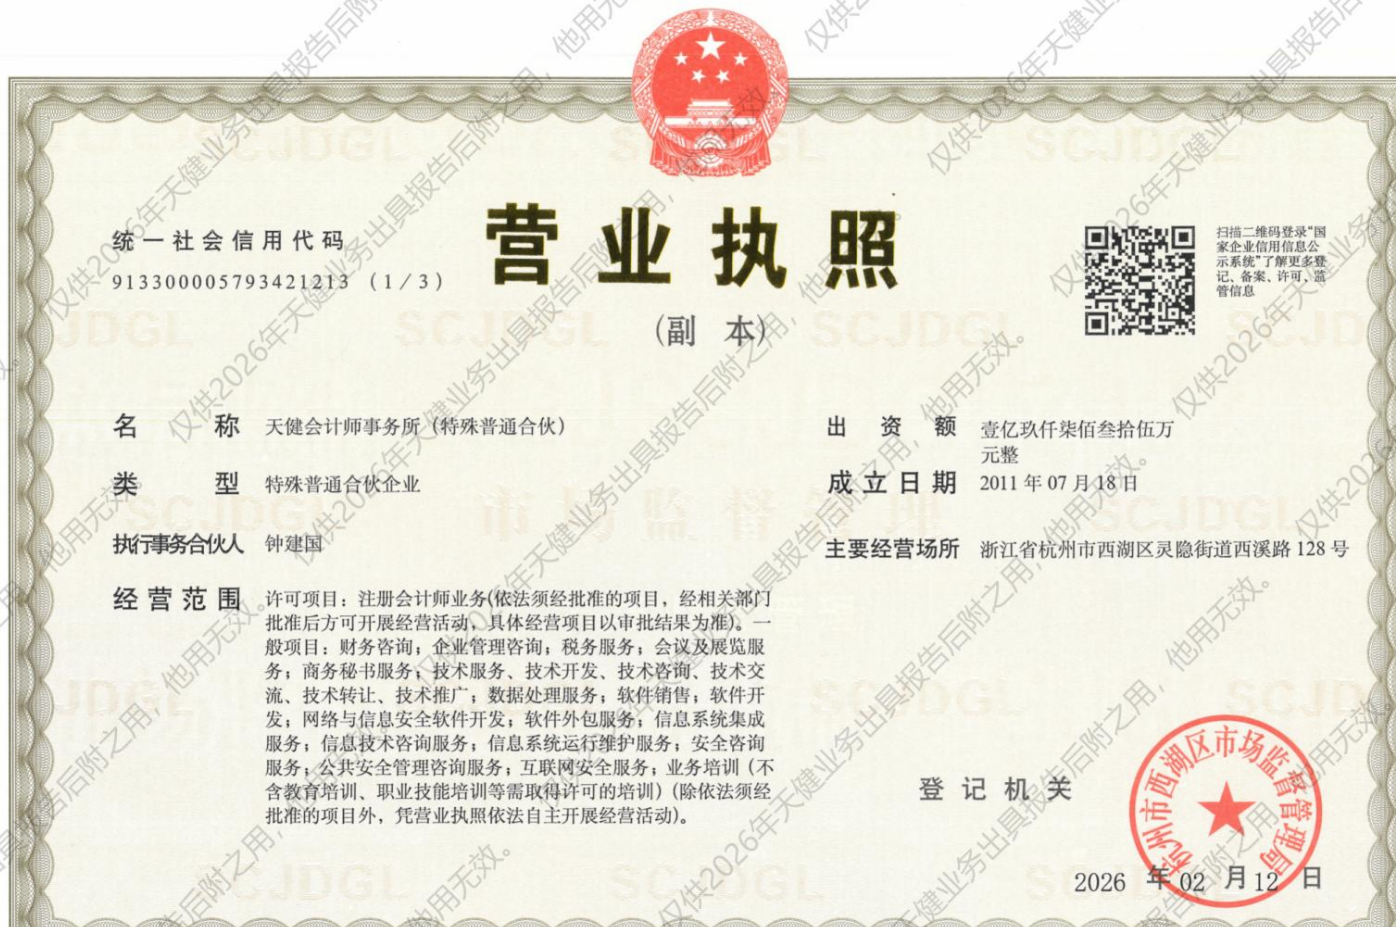 营业执照
（副 本）
统一社会信用代码
913300005793421213 （1/3）
扫描二维码登录“国
家企业信用信息公
示系统”了解更多登
记、备案、许可、监
管信息
名 称 天健会计师事务所（特殊普通合伙）
类 型 特殊普通合伙企业
执行事务合伙人 钟建国
经营范围 许可项目：注册会计师业务(依法须经批准的项目，经相关部门
批准后方可开展经营活动，具体经营项目以审批结果为准)。一
般项目：财务咨询；企业管理咨询；税务服务；会议及展览服
务；商务秘书服务；技术服务、技术开发、技术咨询、技术交
流、技术转让、技术推广；数据处理服务；软件销售；软件开
发；网络与信息安全软件开发；软件外包服务；信息系统集成
服务；信息技术咨询服务；信息系统运行维护服务；安全咨询
服务；公共安全管理咨询服务；互联网安全服务；业务培训（不
含教育培训、职业技能培训等需取得许可的培训）(除依法须经
批准的项目外，凭营业执照依法自主开展经营活动)。
出资额 壹亿玖仟柒佰叁拾伍万
元整
成立日期 2011 年 07 月 18 日
主要经营场所 浙江省杭州市西湖区灵隐街道西溪路 128 号
登记机关
杭州市西湖区市场监督管理局
2026 年 02 月 12 日
仅供2026年天健业务出具报告后附之用，他用无效。
SCJDGL
市场监督管理